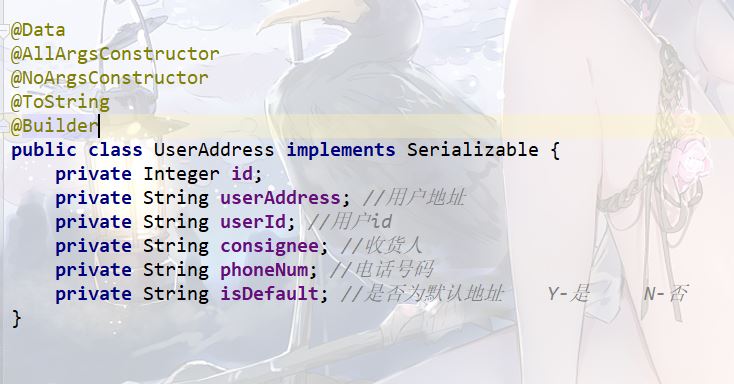 @Data
@AllArgsConstructor
@NoArgsConstructor
@ToString
@Builder
public class UserAddress implements Serializable {
    private Integer id;
    private String userAddress; //用户地址
    private String userId; //用户id
    private String consignee; //收货人
    private String phoneNum; //电话号码
    private String isDefault; //是否为默认地址    Y-是    N-否
}